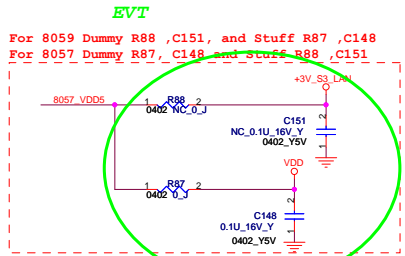 EVT
For 8059 Dummy R88 ,C151, and Stuff R87 ,C148
For 8057 Dummy R87, C148 and Stuff R88 ,C151
+3V_S3_LAN
8057_VDD5
1 R88 2
0402 NC_0_J
C151
NC_0.1U_16V_Y
0402_Y5V
1 2
VDD
1 R87 2
0402 0_J
C148
0.1U_16V_Y
0402_Y5V
1 2